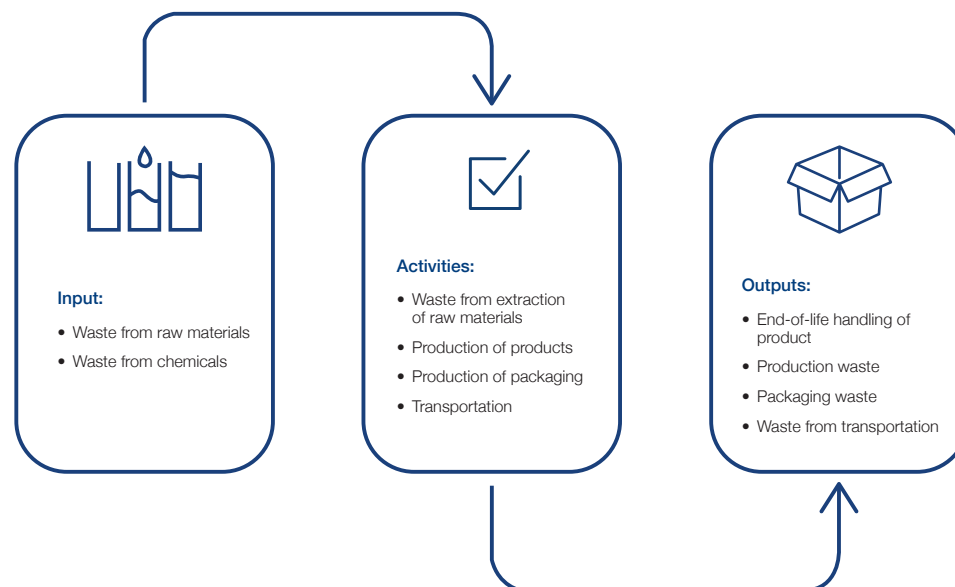 Input:
• Waste from raw materials
• Waste from chemicals
Activities:
• Waste from extraction
of raw materials
• Production of products
• Production of packaging
• Transportation
Outputs:
• End-of-life handling of
product
• Production waste
• Packaging waste
• Waste from transportation